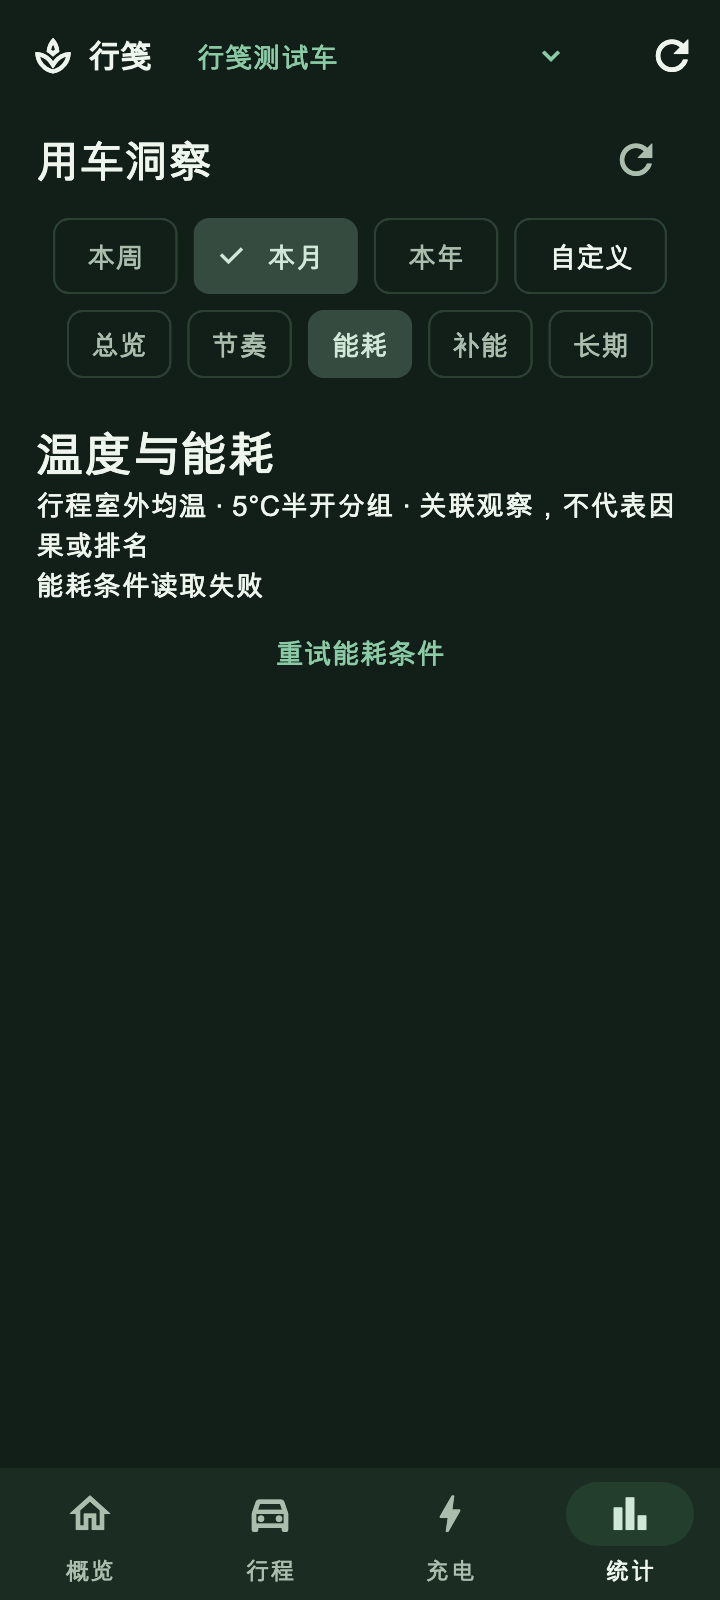 行笺 行笺测试车
用车洞察
本周 本月 本年 自定义
总览 节奏 能耗 补能 长期
温度与能耗
行程室外均温 · 5°C半开分组 · 关联观察，不代表因
果或排名
能耗条件读取失败
重试能耗条件
概览 行程 充电 统计